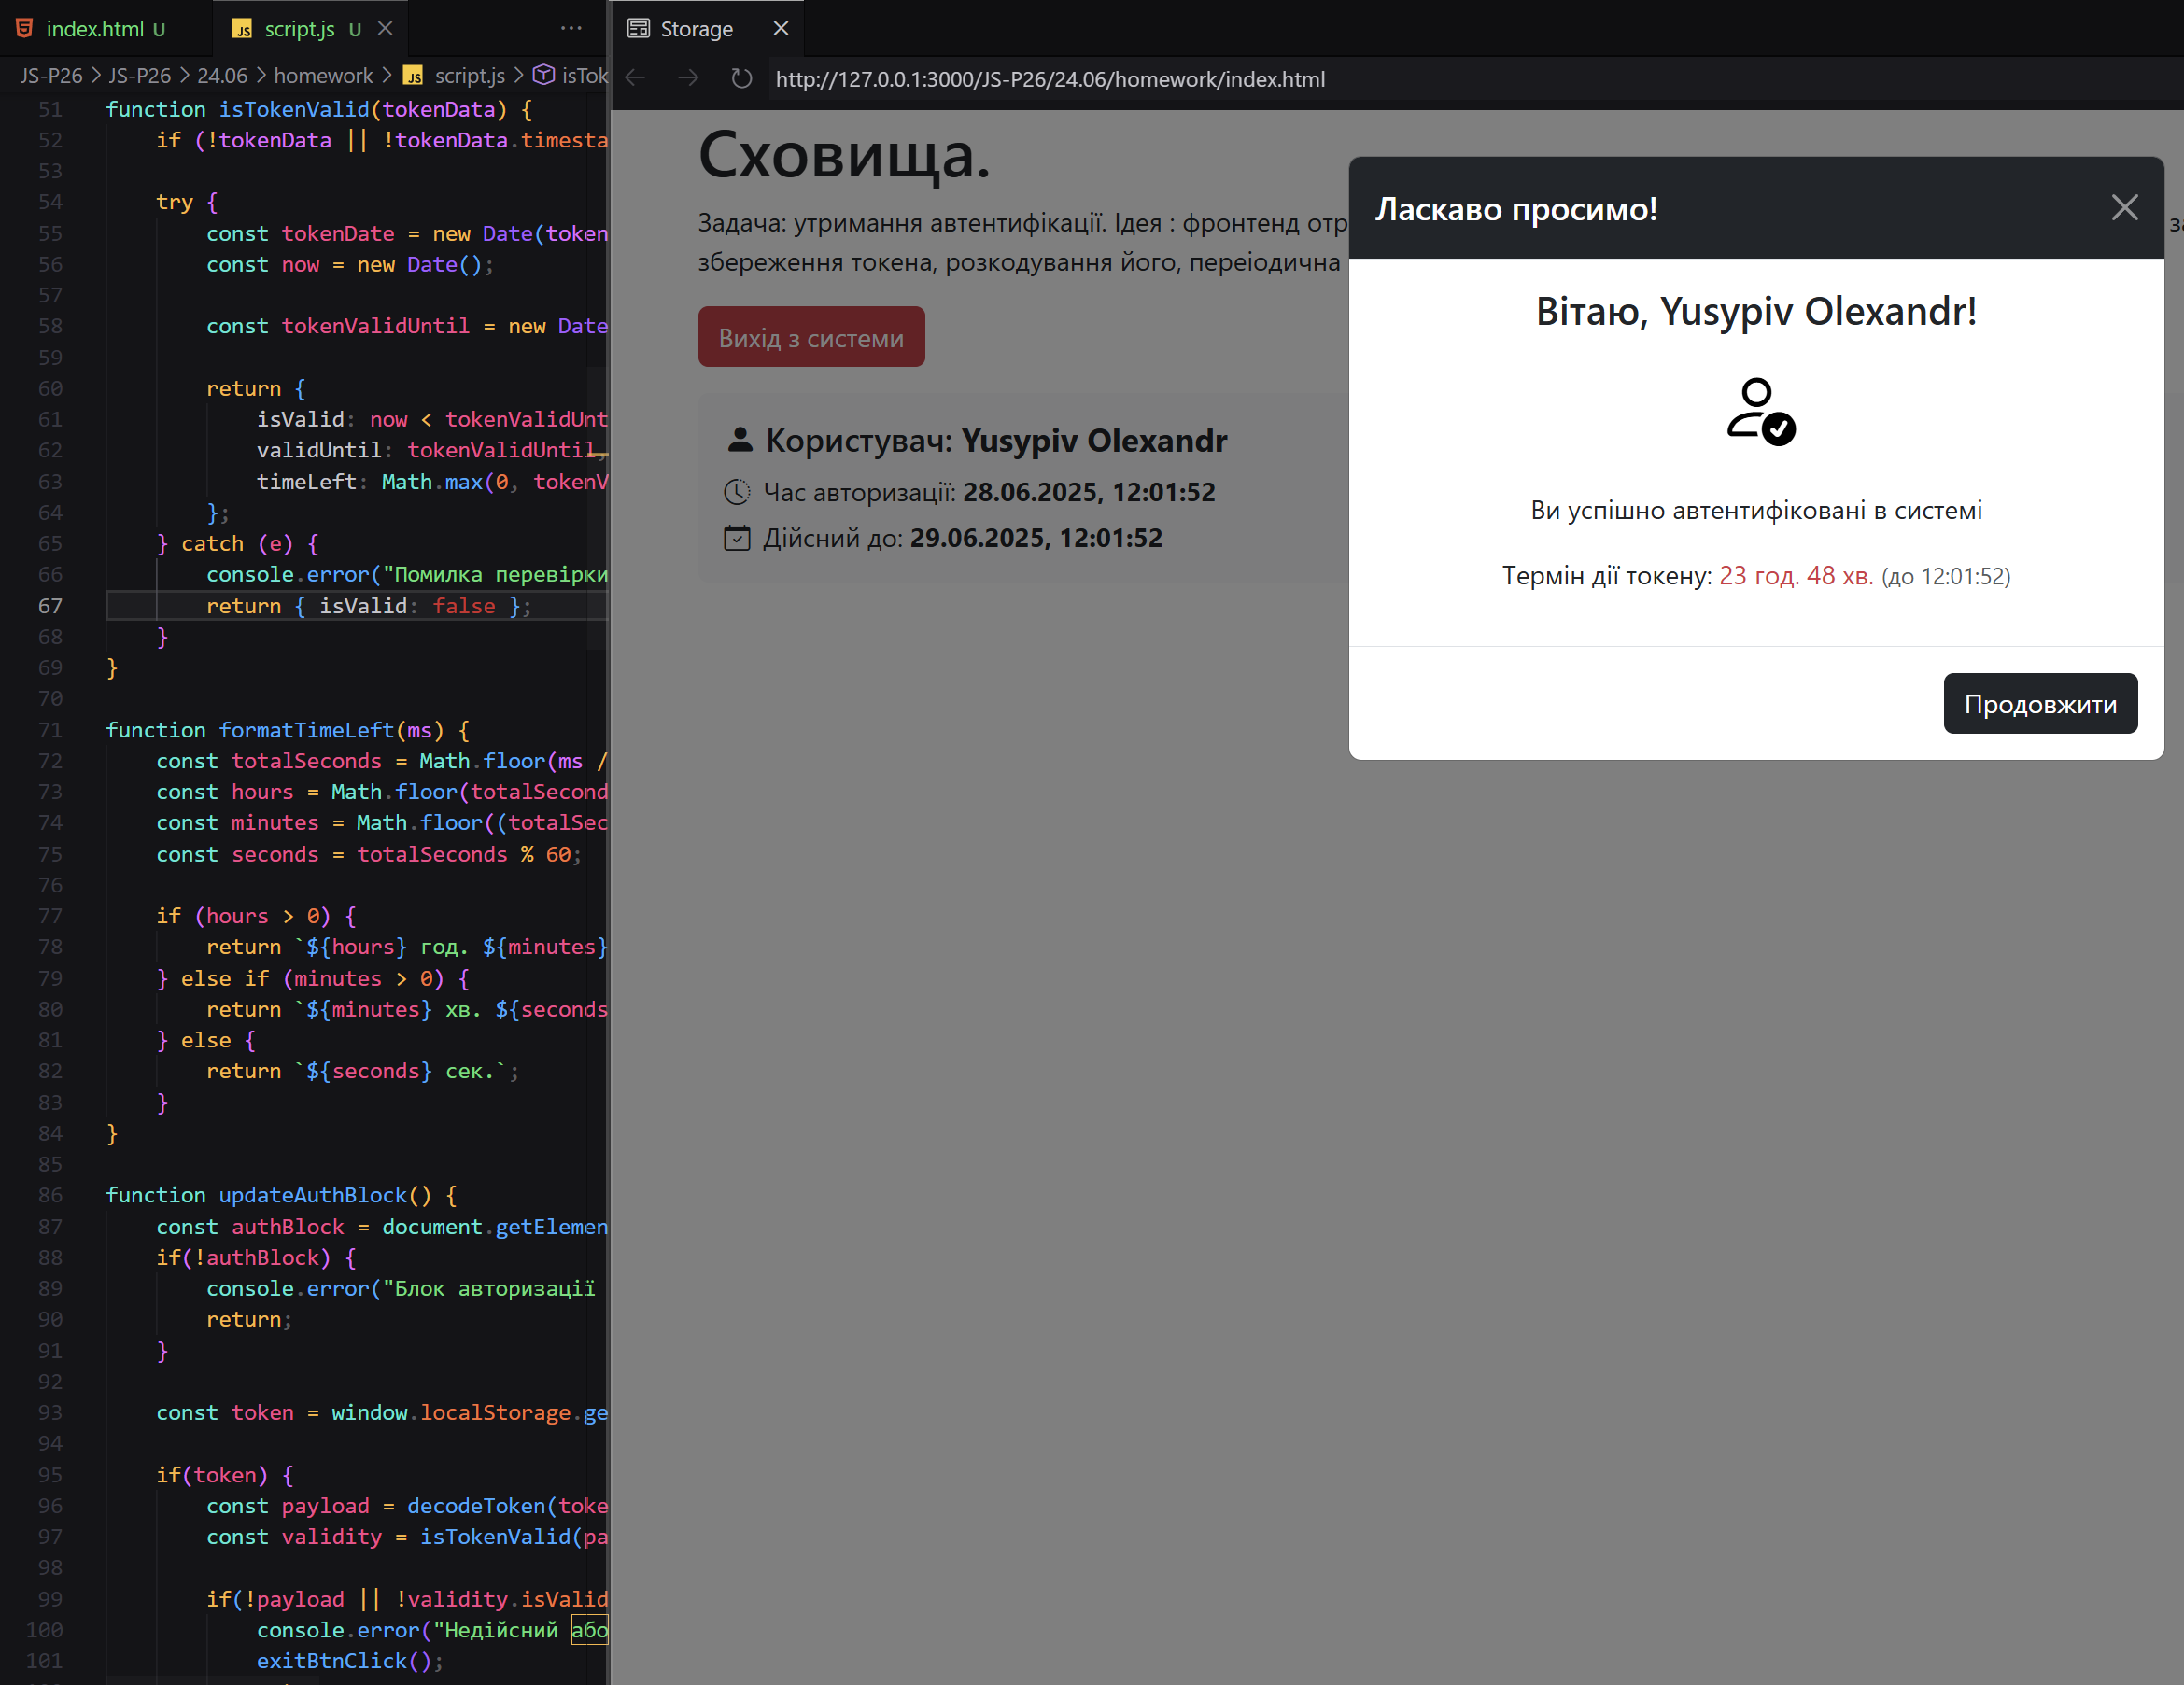 index.html U
script.js U
JS-P26 > JS-P26 > 24.06 > homework > script.js > isTok
51 function isTokenValid(tokenData) {
52 if (!tokenData || !tokenData.timesta
53
54 try {
55 const tokenDate = new Date(token
56 const now = new Date();
57
58 const tokenValidUntil = new Date
59
60 return {
61 isValid: now < tokenValidUnt
62 validUntil: tokenValidUntil,
63 timeLeft: Math.max(0, tokenV
64 };
65 } catch (e) {
66 console.error("Помилка перевірки
67 return { isValid: false };
68 }
69 }
70
71 function formatTimeLeft(ms) {
72 const totalSeconds = Math.floor(ms /
73 const hours = Math.floor(totalSecond
74 const minutes = Math.floor((totalSec
75 const seconds = totalSeconds % 60;
76
77 if (hours > 0) {
78 return `${hours} год. ${minutes}
79 } else if (minutes > 0) {
80 return `${minutes} хв. ${seconds
81 } else {
82 return `${seconds} сек.`;
83 }
84 }
85
86 function updateAuthBlock() {
87 const authBlock = document.getElemen
88 if(!authBlock) {
89 console.error("Блок авторизації
90 return;
91 }
92
93 const token = window.localStorage.ge
94
95 if(token) {
96 const payload = decodeToken(toke
97 const validity = isTokenValid(pa
98
99 if(!payload || !validity.isValid
100 console.error("Недійсний або
101 exitBtnClick();
Storage
http://127.0.0.1:3000/JS-P26/24.06/homework/index.html
Сховища.
Задача: утримання автентифікації. Ідея : фронтенд отр
за
збереження токена, розкодування його, переіодична
Вихід з системи
Користувач: Yusypiv Olexandr
Час авторизації: 28.06.2025, 12:01:52
Дійсний до: 29.06.2025, 12:01:52
Ласкаво просимо!
Вітаю, Yusypiv Olexandr!
Ви успішно автентифіковані в системі
Термін дії токену: 23 год. 48 хв. (до 12:01:52)
Продовжити